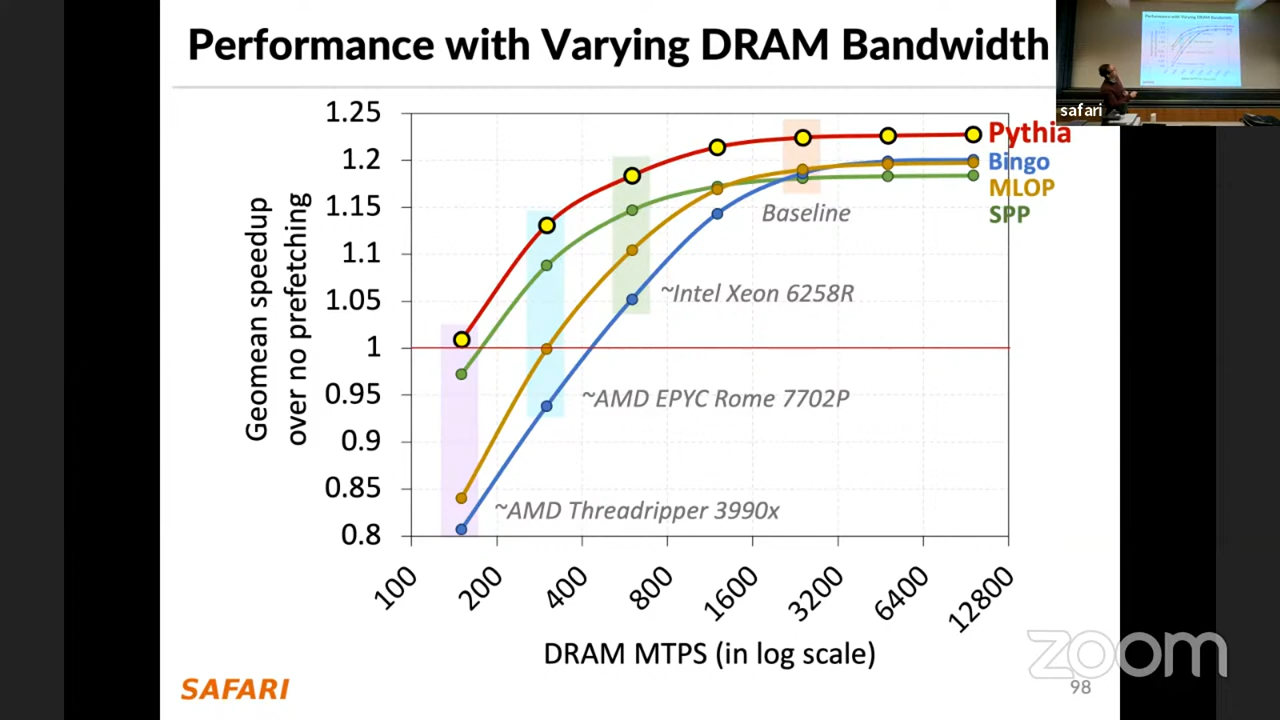 Performance with Varying DRAM Bandwidth
safari
Geomean speedup
over no prefetching
1.25
1.2
1.15
1.1
1.05
1
0.95
0.9
0.85
0.8
Pythia
Bingo
MLOP
SPP
Baseline
~Intel Xeon 6258R
~AMD EPYC Rome 7702P
~AMD Threadripper 3990x
100
200
400
800
1600
3200
6400
12800
DRAM MTPS (in log scale)
zoom
SAFARI
98